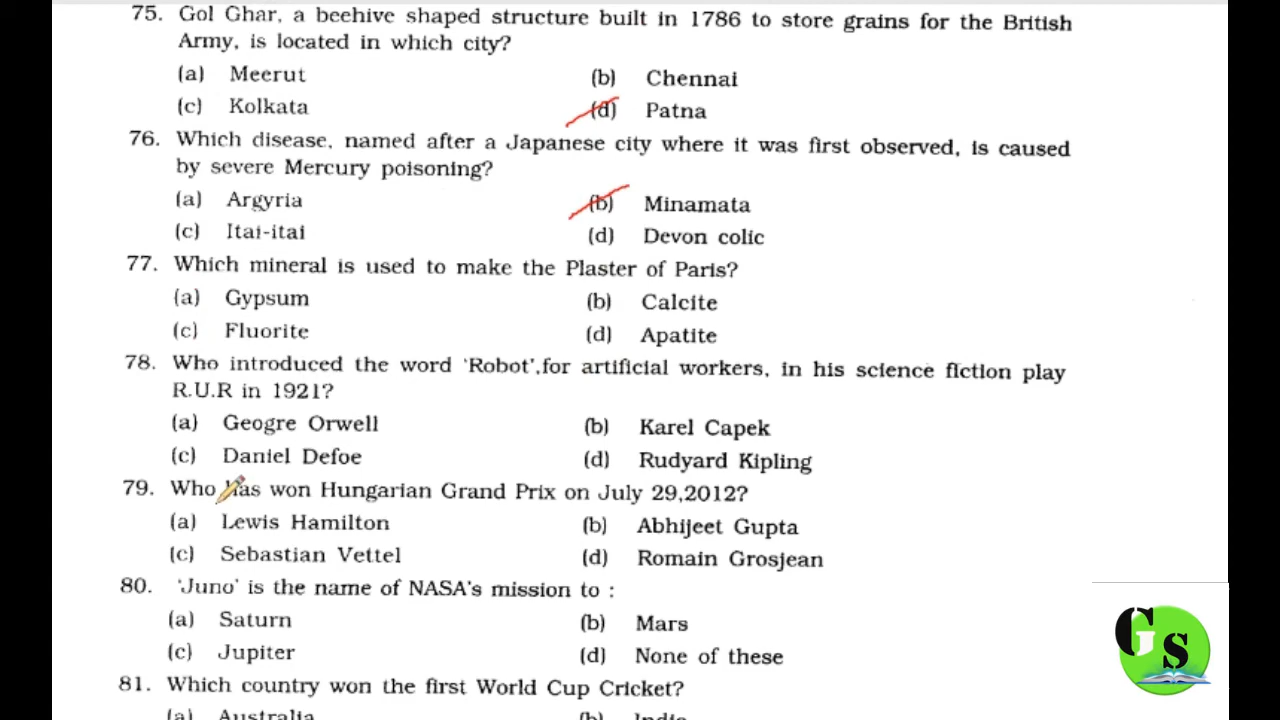 75. Gol Ghar, a beehive shaped structure built in 1786 to store grains for the British
Army, is located in which city?
(a) Meerut (b) Chennai
(c) Kolkata (d) Patna
76. Which disease, named after a Japanese city where it was first observed, is caused
by severe Mercury poisoning?
(a) Argyria (b) Minamata
(c) Itai-itai (d) Devon colic
77. Which mineral is used to make the Plaster of Paris?
(a) Gypsum (b) Calcite
(c) Fluorite (d) Apatite
78. Who introduced the word 'Robot',for artificial workers, in his science fiction play
R.U.R in 1921?
(a) Geogre Orwell (b) Karel Capek
(c) Daniel Defoe (d) Rudyard Kipling
79. Who has won Hungarian Grand Prix on July 29,2012?
(a) Lewis Hamilton (b) Abhijeet Gupta
(c) Sebastian Vettel (d) Romain Grosjean
80. 'Juno' is the name of NASA's mission to :
(a) Saturn (b) Mars
(c) Jupiter (d) None of these
81. Which country won the first World Cup Cricket?
(a) Australia (b) India
GS